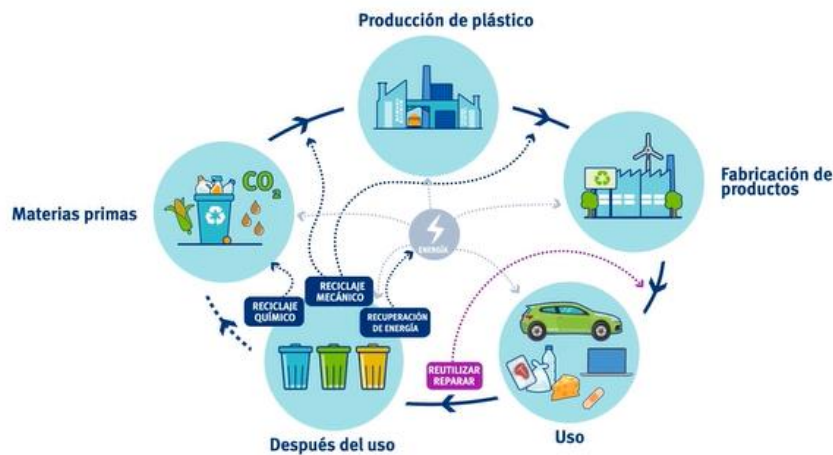 Producción de plástico
Fabricación de
productos
Materias primas
CO2
ENERGÍA
RECICLAJE
QUÍMICO
RECICLAJE
MECÁNICO
RECUPERACIÓN
DE ENERGÍA
REUTILIZAR
REPARAR
Después del uso
Uso